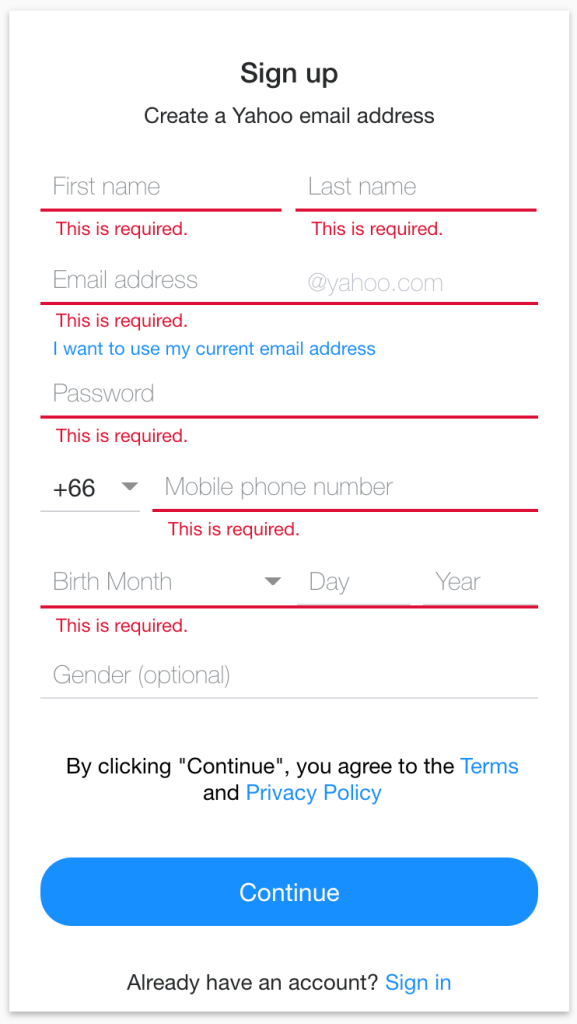 Sign up
Create a Yahoo email address
First name Last name
This is required. This is required.
Email address @yahoo.com
This is required.
I want to use my current email address
Password
This is required.
+66 Mobile phone number
This is required.
Birth Month Day Year
This is required.
Gender (optional)
By clicking "Continue", you agree to the Terms
and Privacy Policy
Continue
Already have an account? Sign in